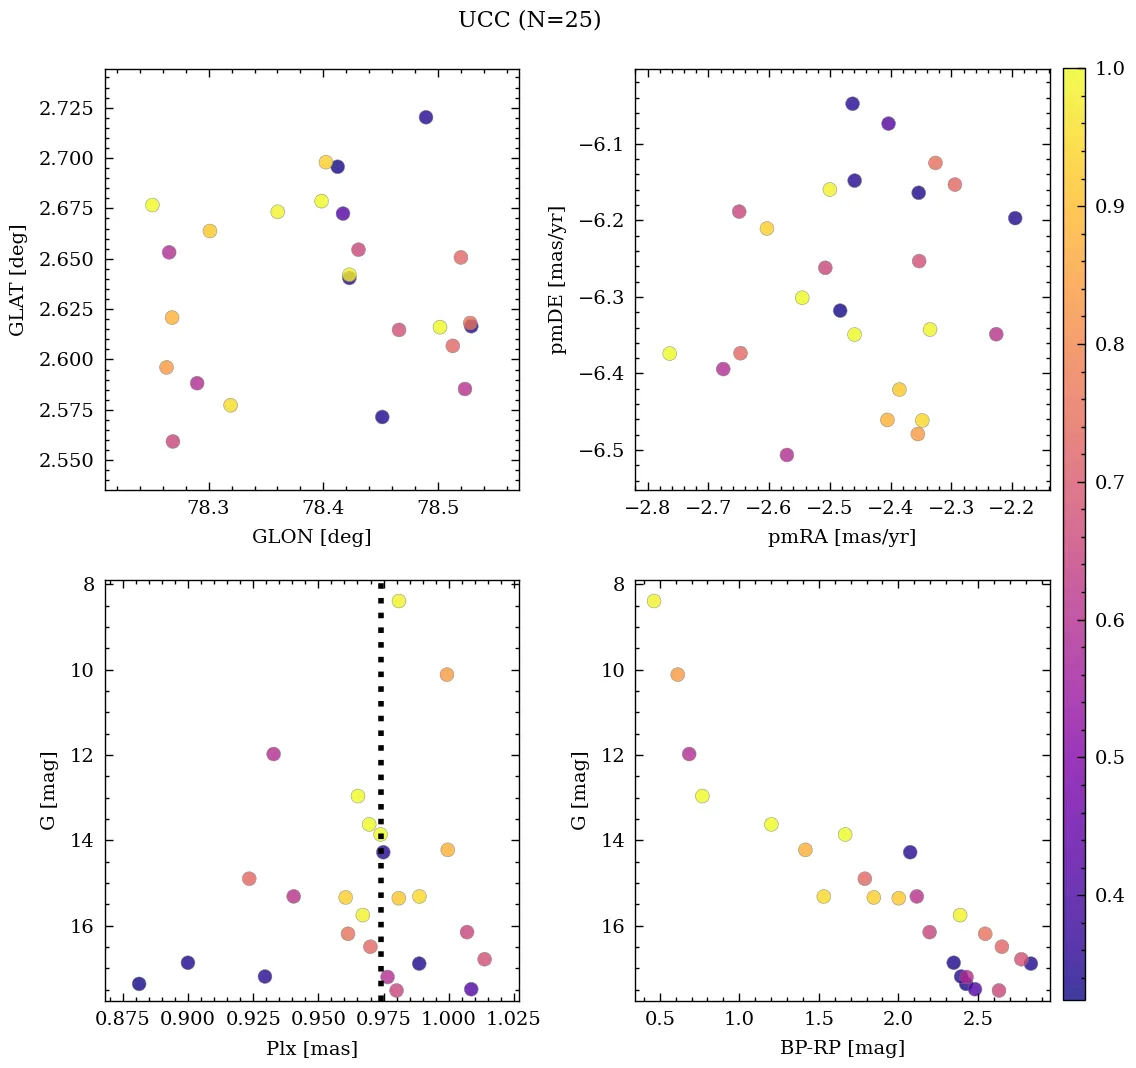 UCC (N=25)
2.725
2.700
2.675
2.650
2.625
2.600
2.575
2.550
GLAT [deg]
78.3 78.4 78.5
GLON [deg]
−6.1
−6.2
−6.3
−6.4
−6.5
pmDE [mas/yr]
−2.8 −2.7 −2.6 −2.5 −2.4 −2.3 −2.2
pmRA [mas/yr]
1.0
0.9
0.8
0.7
0.6
0.5
0.4
8
10
12
14
16
G [mag]
0.875 0.900 0.925 0.950 0.975 1.000 1.025
Plx [mas]
8
10
12
14
16
G [mag]
0.5 1.0 1.5 2.0 2.5
BP-RP [mag]